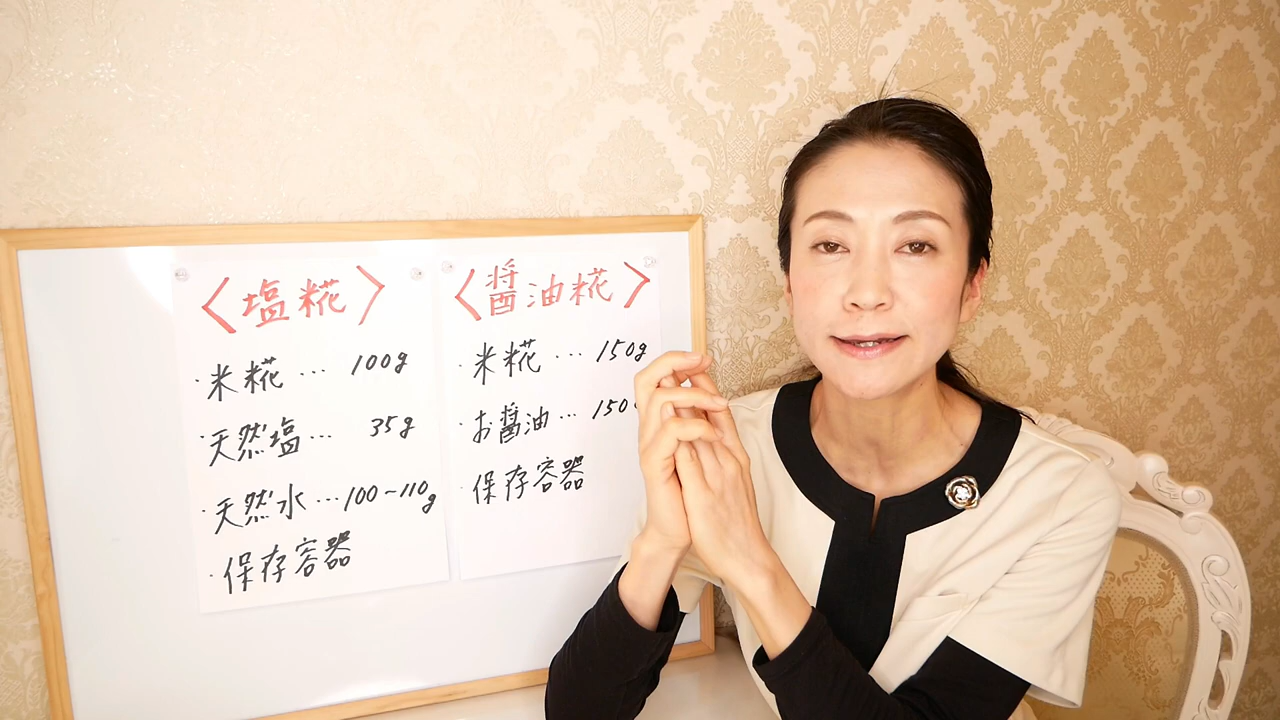 〈塩糀〉
・米糀… 100g
・天然塩… 35g
・天然水…100~110g
・保存容器
〈醤油糀〉
・米糀… 150g
・お醤油… 150
・保存容器